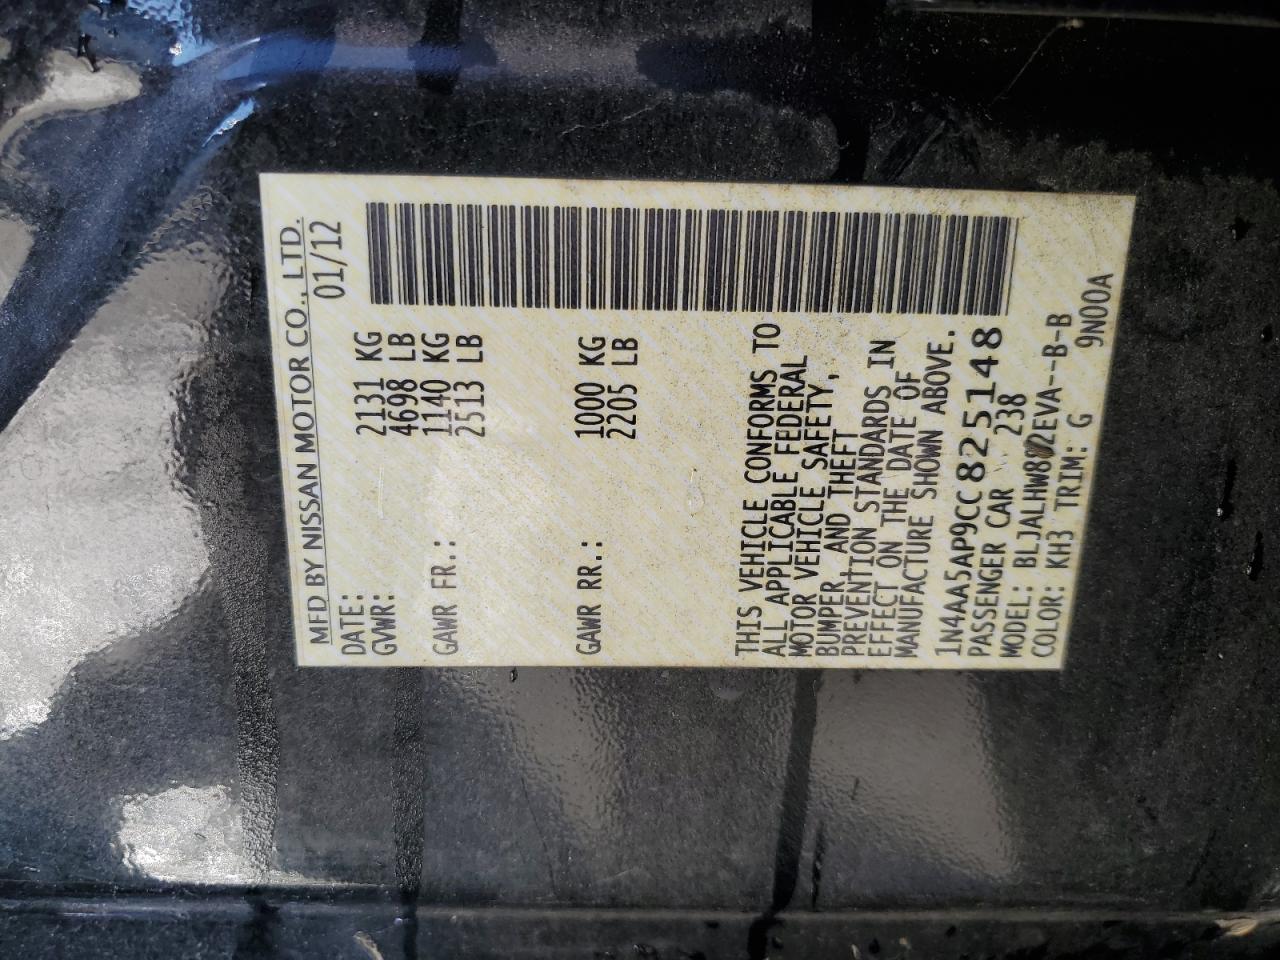 MFD BY NISSAN MOTOR CO., LTD.
DATE: 01/12
GVWR: 2131 KG
4698 LB
GAWR FR.: 1140 KG
2513 LB
GAWR RR.: 1000 KG
2205 LB
THIS VEHICLE CONFORMS TO
ALL APPLICABLE FEDERAL
MOTOR VEHICLE SAFETY,
BUMPER AND THEFT
PREVENTION STANDARDS IN
EFFECT ON THE DATE OF
MANUFACTURE SHOWN ABOVE.
1N4AA5AP9CC825148
PASSENGER CAR 238
MODEL:
COLOR: KH3 TRIM: G
9N00A